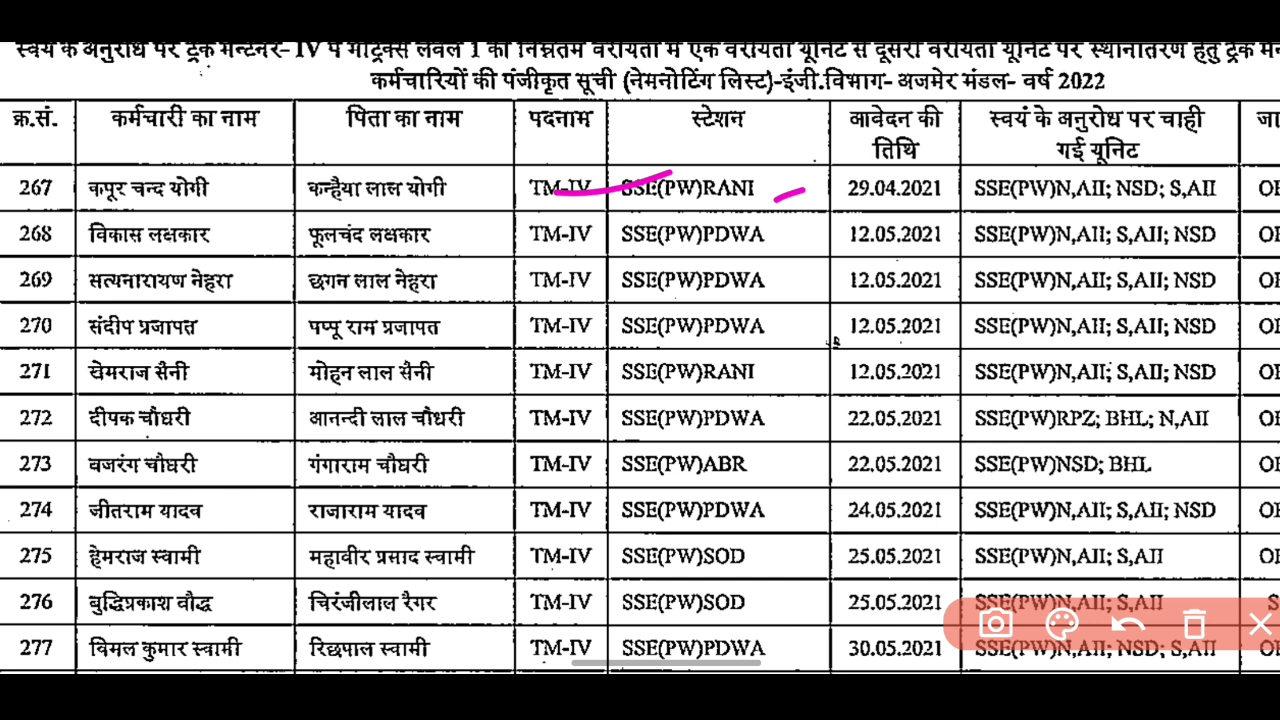 स्वयं के अनुरोध पर ट्रेक मेन्टेनर- IV पे मैट्रिक्स लेवल 1 की निम्नतम वरीयता में एक वरीयता यूनिट से दूसरी वरीयता यूनिट पर स्थानांतरण हेतु ट्रेक
कर्मचारियों की पंजीकृत सूची (नेमनोटिंग लिस्ट)-इंजी.विभाग- अजमेर मंडल- वर्ष 2022
क्र.सं. कर्मचारी का नाम पिता का नाम पदनाम स्टेशन आवेदन की तिथि स्वयं के अनुरोध पर चाही गई यूनिट
267 कपूर चन्द योगी कन्हैया लाल योगी TM-IV SSE(PW)RANI 29.04.2021 SSE(PW)N,AII; NSD; S,AII
268 विकास लक्षकार फूलचंद लक्षकार TM-IV SSE(PW)PDWA 12.05.2021 SSE(PW)N,AII; S,AII; NSD
269 सत्यनारायण नेहरा छगन लाल नेहरा TM-IV SSE(PW)PDWA 12.05.2021 SSE(PW)N,AII; S,AII; NSD
270 संदीप प्रजापत पप्पू राम प्रजापत TM-IV SSE(PW)PDWA 12.05.2021 SSE(PW)N,AII; S,AII; NSD
271 खेमराज सैनी मोहन लाल सैनी TM-IV SSE(PW)RANI 12.05.2021 SSE(PW)N,AII; S,AII; NSD
272 दीपक चौधरी आनन्दी लाल चौधरी TM-IV SSE(PW)PDWA 22.05.2021 SSE(PW)RPZ; BHL; N,AII
273 बजरंग चौधरी गंगाराम चौधरी TM-IV SSE(PW)ABR 22.05.2021 SSE(PW)NSD; BHL
274 जीतराम यादव राजाराम यादव TM-IV SSE(PW)PDWA 24.05.2021 SSE(PW)N,AII; S,AII; NSD
275 हेमराज स्वामी महावीर प्रसाद स्वामी TM-IV SSE(PW)SOD 25.05.2021 SSE(PW)N,AII; S,AII
276 बुद्धिप्रकाश बौद्ध चिरंजीलाल रैगर TM-IV SSE(PW)SOD 25.05.2021 SSE(PW)N,AII; S,AII
277 विमल कुमार स्वामी रिछपाल स्वामी TM-IV SSE(PW)PDWA 30.05.2021 SSE(PW)N,AII; NSD; S,AII